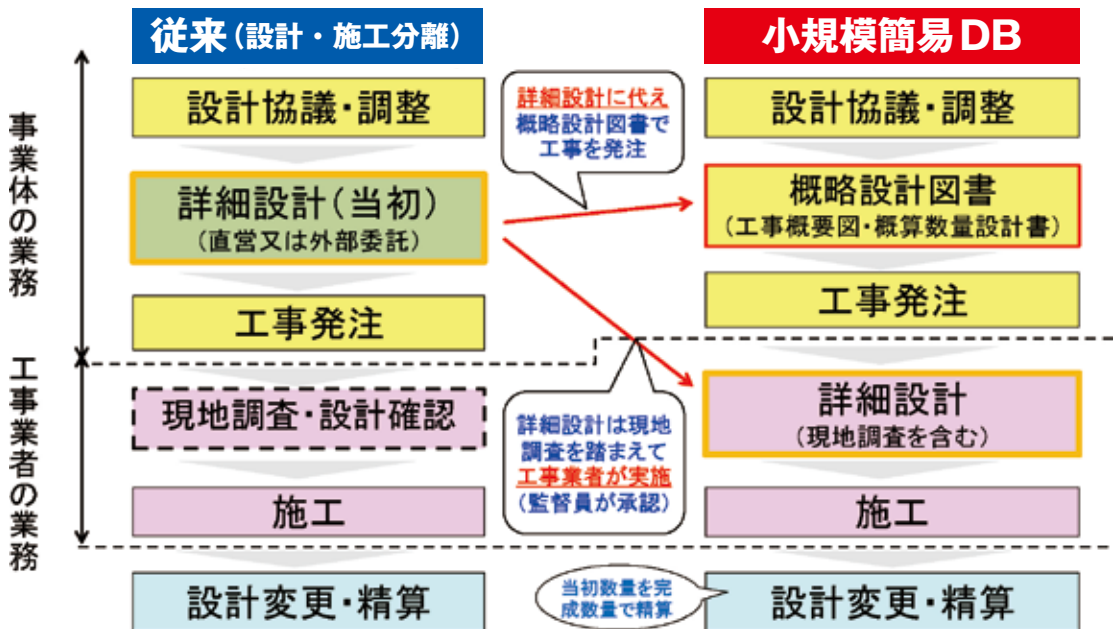 従来(設計・施工分離)
小規模簡易DB
事業体の業務
工事業者の業務
設計協議・調整
詳細設計(当初)
(直営又は外部委託)
工事発注
現地調査・設計確認
施工
設計変更・精算
詳細設計に代え
概略設計図書で
工事を発注
詳細設計は現地
調査を踏まえて
工事業者が実施
(監督員が承認)
当初数量を完
成数量で精算
設計協議・調整
概略設計図書
(工事概要図・概算数量設計書)
工事発注
詳細設計
(現地調査を含む)
施工
設計変更・精算